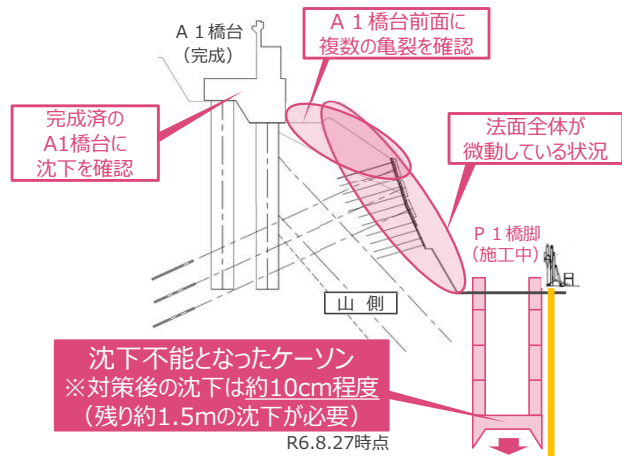 A1橋台
(完成)
A1橋台前面に
複数の亀裂を確認
完成済の
A1橋台に
沈下を確認
法面全体が
微動している状況
P1橋脚
(施工中)
山 側
沈下不能となったケーソン
※対策後の沈下は約10cm程度
(残り約1.5mの沈下が必要)
R6.8.27時点